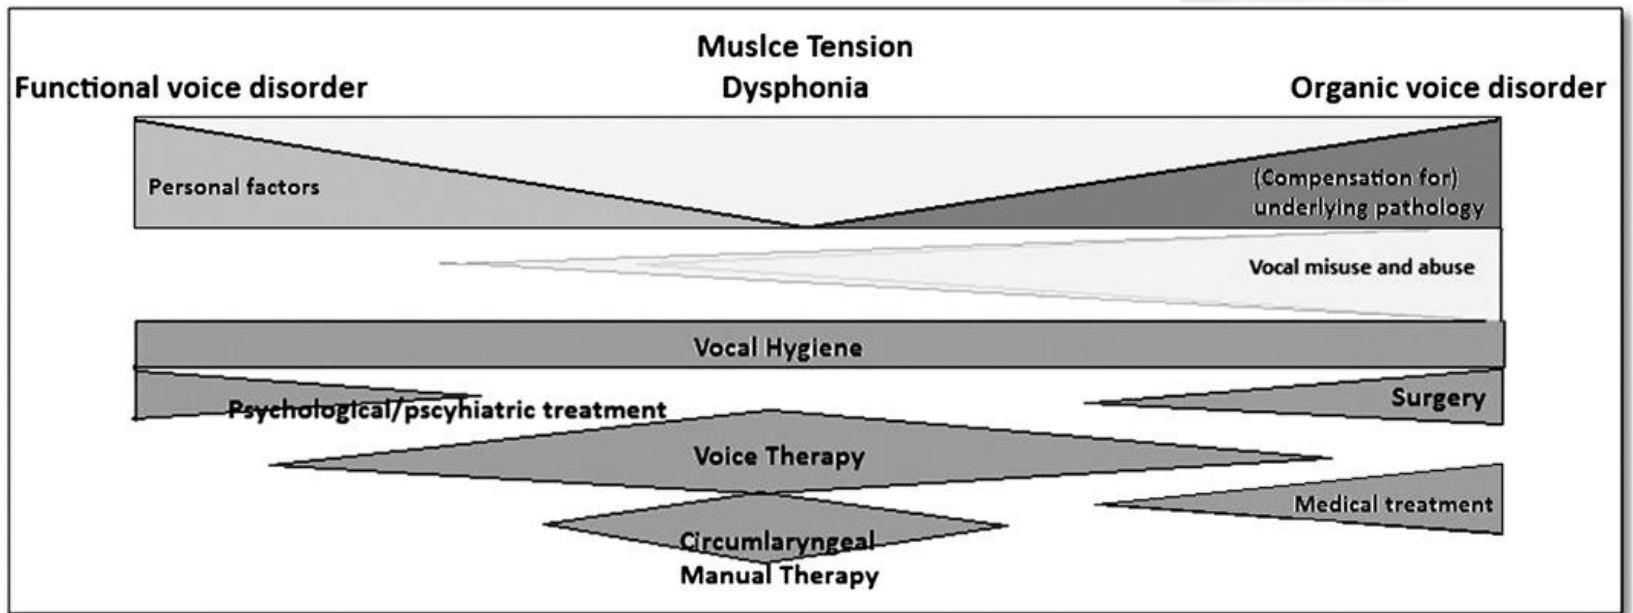 Muslce Tension
Dysphonia
Functional voice disorder
Organic voice disorder
Personal factors
(Compensation for)
underlying pathology
Vocal misuse and abuse
Vocal Hygiene
Psychological/pscyhiatric treatment
Surgery
Voice Therapy
Medical treatment
Circumlaryngeal
Manual Therapy